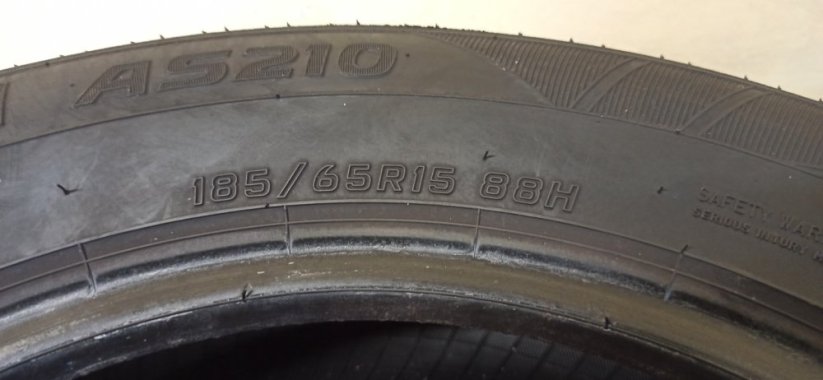 AS210
185/65R15 88H
SAFETY WAR
SERIOUS INJURY